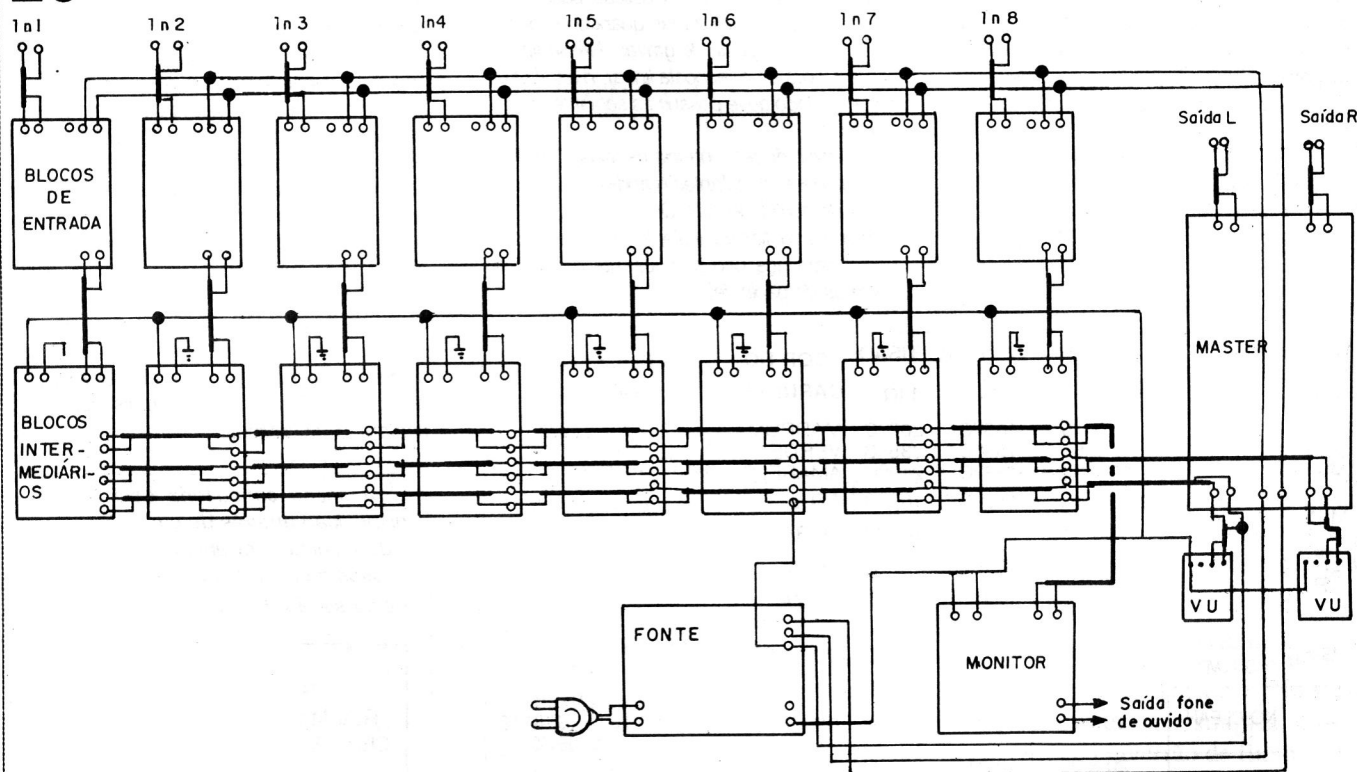 In1 In2 In3 In4 In5 In6 In7 In8
Saída L Saída R
BLOCOS
DE
ENTRADA
MASTER
BLOCOS
INTER-
MEDIÁRI-
OS
VU VU
FONTE
MONITOR
Saída fone
de ouvido